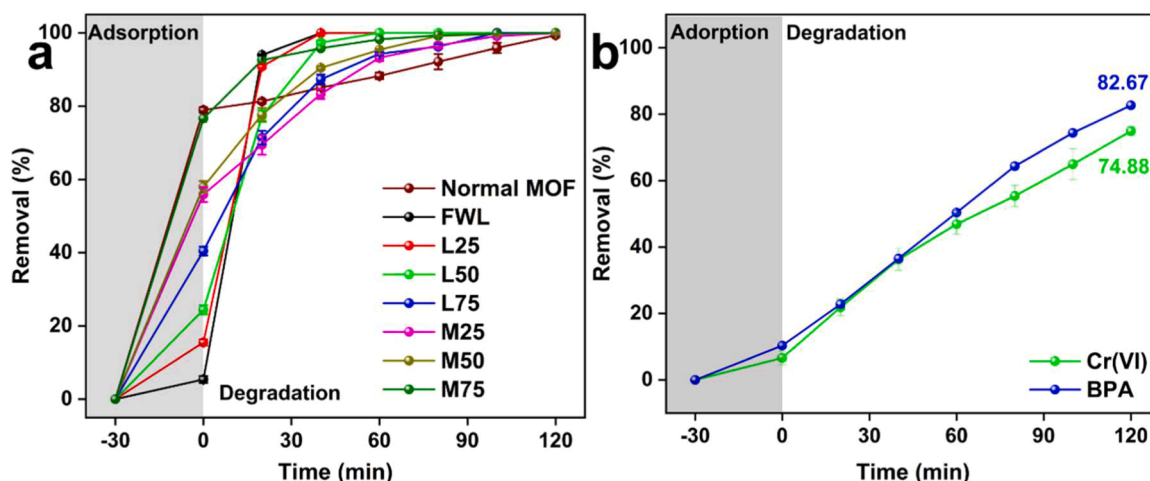 a
Adsorption
Degradation
Removal (%)
100
80
60
40
20
0
-30
0
30
60
90
120
Time (min)
Normal MOF
FWL
L25
L50
L75
M25
M50
M75
b
Adorption
Degradation
Removal (%)
100
80
60
40
20
0
-30
0
30
60
90
120
Time (min)
82.67
74.88
Cr(VI)
BPA